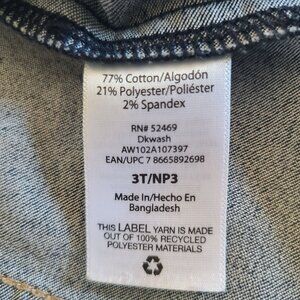 77% Cotton/Algodón
21% Polyester/Poliéster
2% Spandex
RN# 52469
Dkwash
AW102A107397
EAN/UPC 7 8665892698
3T/NP3
Made In/Hecho En
Bangladesh
THIS LABEL YARN IS MADE
OUT OF 100% RECYCLED
POLYESTER MATERIALS